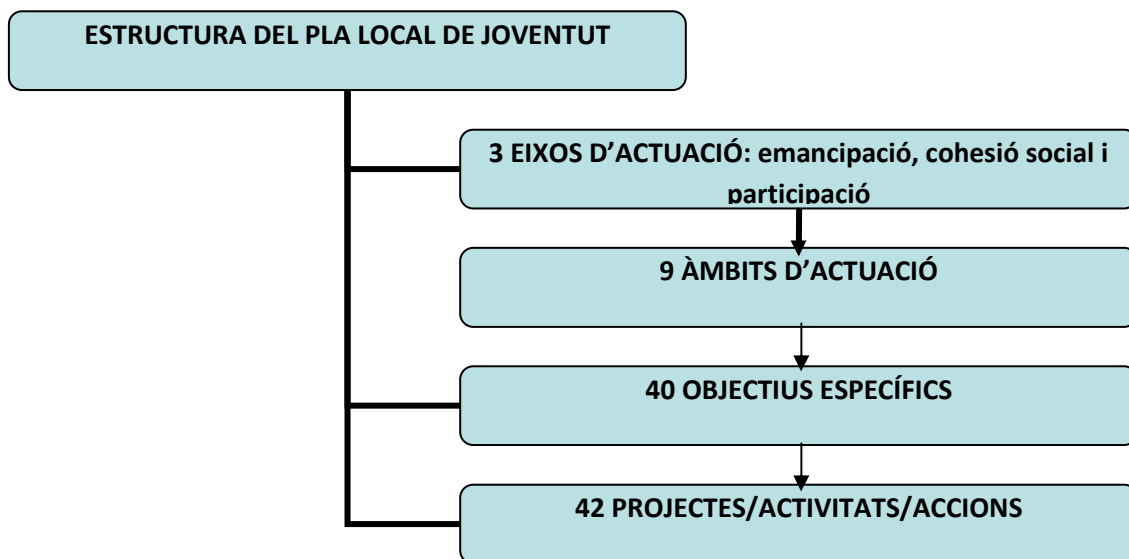 ESTRUCTURA DEL PLA LOCAL DE JOVENTUT
3 EIXOS D’ACTUACIÓ: emancipació, cohesió social i
participació
9 ÀMBITS D’ACTUACIÓ
40 OBJECTIUS ESPECÍFICS
42 PROJECTES/ACTIVITATS/ACCIONS